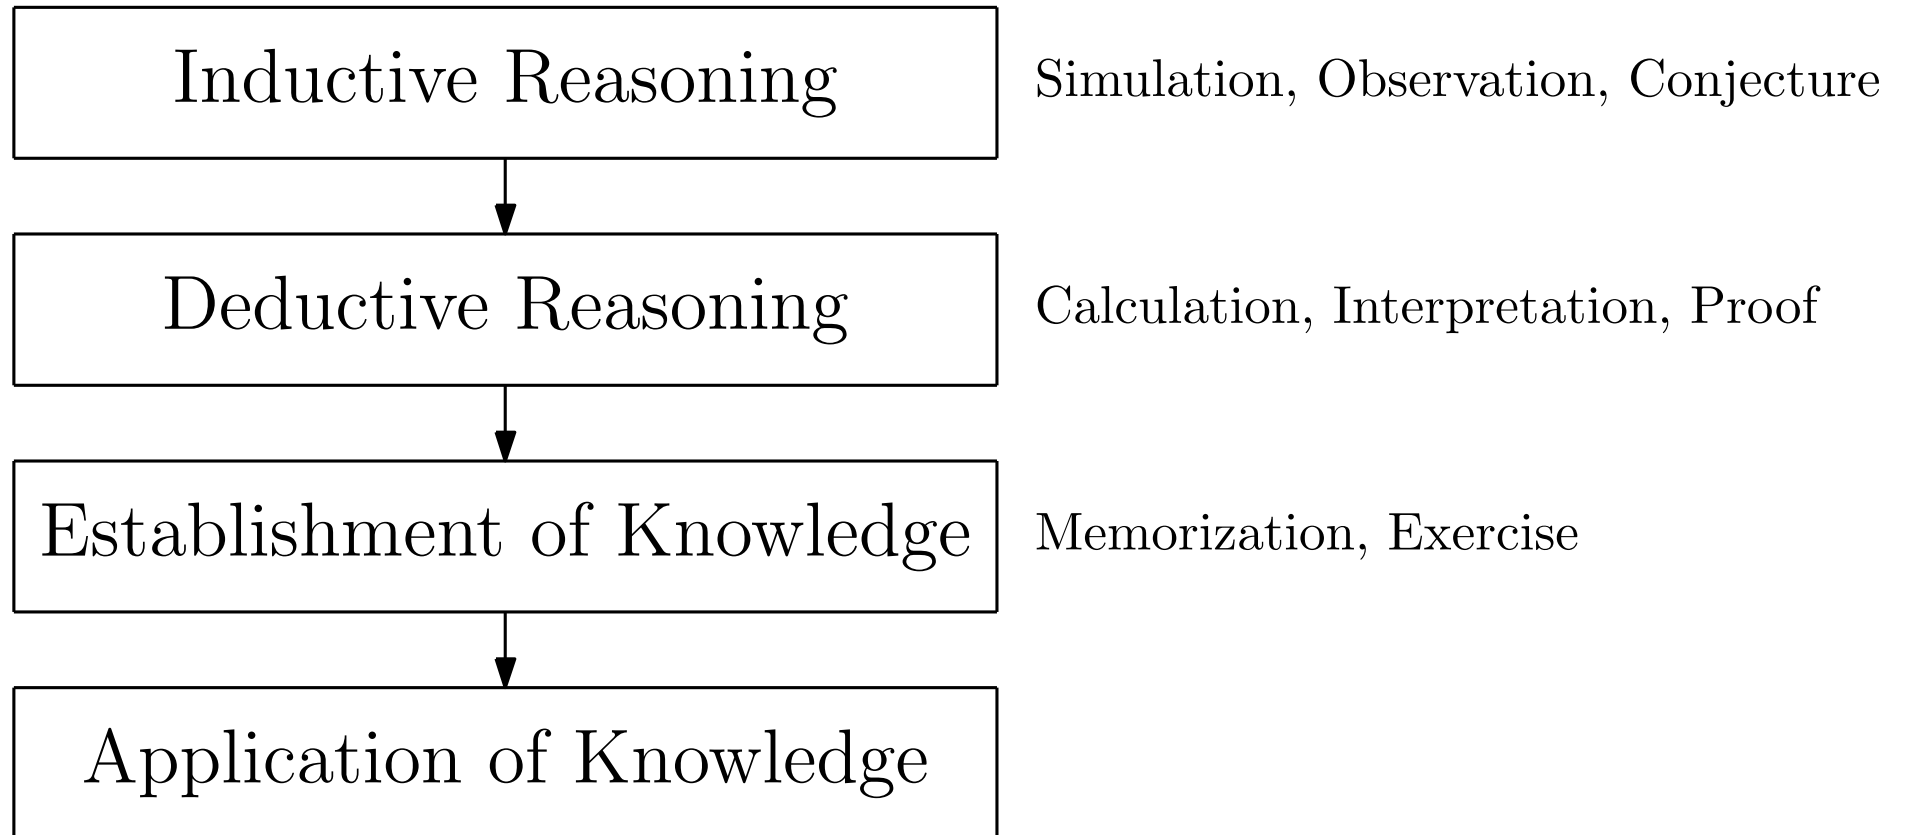 Inductive Reasoning
Simulation, Observation, Conjecture
Deductive Reasoning
Calculation, Interpretation, Proof
Establishment of Knowledge
Memorization, Exercise
Application of Knowledge